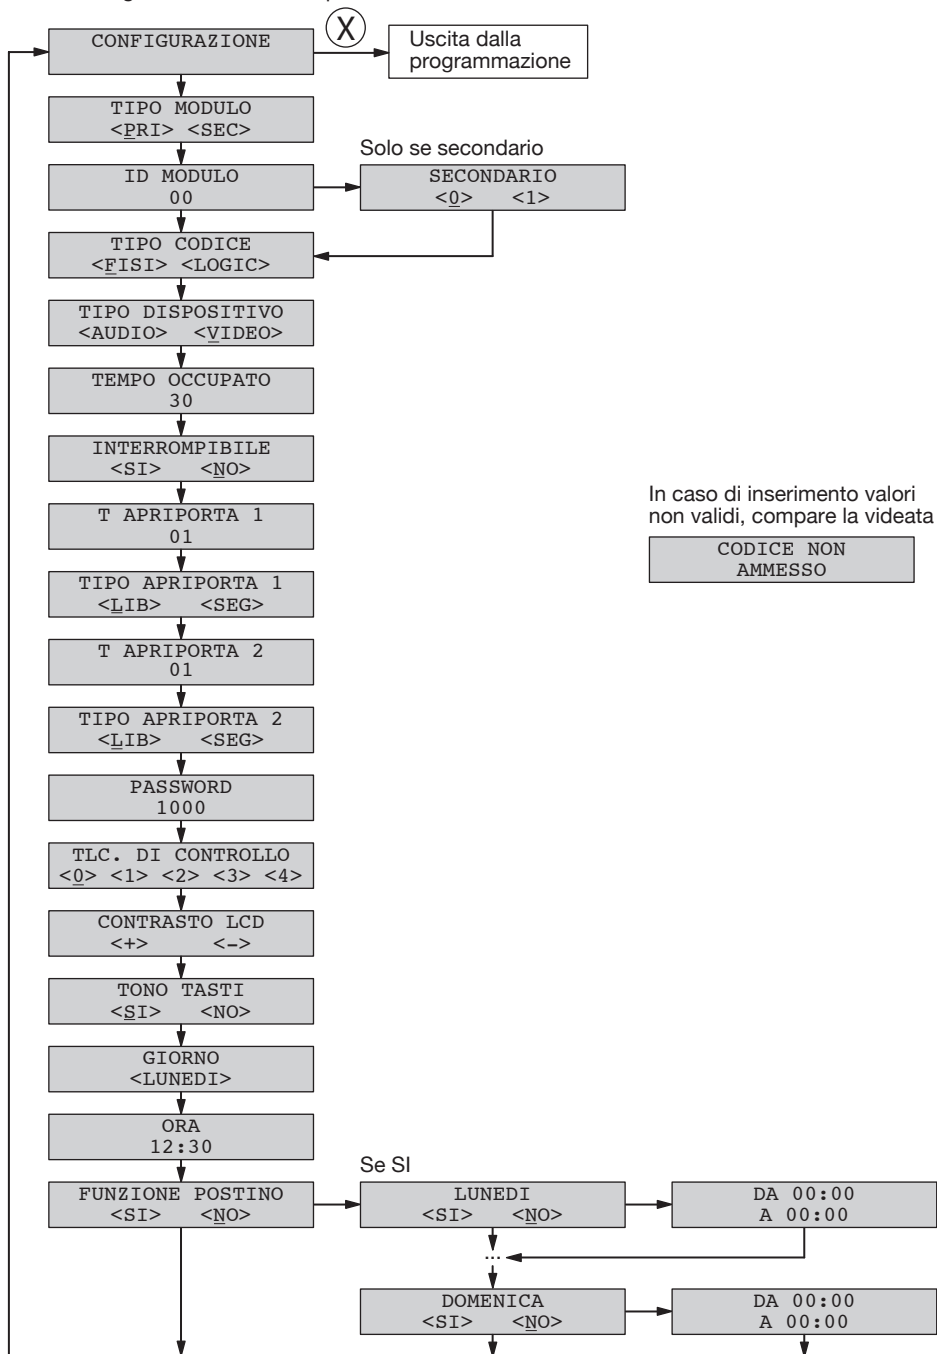 CONFIGURAZIONE
X
Uscita dalla
programmazione
TIPO MODULO
<PRI> <SEC>
Solo se secondario
ID MODULO
00
SECONDARIO
<0> <1>
TIPO CODICE
<FISI> <LOGIC>
TIPO DISPOSITIVO
<AUDIO> <VIDEO>
TEMPO OCCUPATO
30
INTERROMPIBILE
<SI> <NO>
In caso di inserimento valori
non validi, compare la videata
CODICE NON
AMMESSO
T APRIPORTA 1
01
TIPO APRIPORTA 1
<LIB> <SEG>
T APRIPORTA 2
01
TIPO APRIPORTA 2
<LIB> <SEG>
PASSWORD
1000
TLC. DI CONTROLLO
<0> <1> <2> <3> <4>
CONTRASTO LCD
<+> <->
TONO TASTI
<SI> <NO>
GIORNO
<LUNEDI>
ORA
12:30
Se SI
FUNZIONE POSTINO
<SI> <NO>
LUNEDI
<SI> <NO>
DA 00:00
A 00:00
...
DOMENICA
<SI> <NO>
DA 00:00
A 00:00